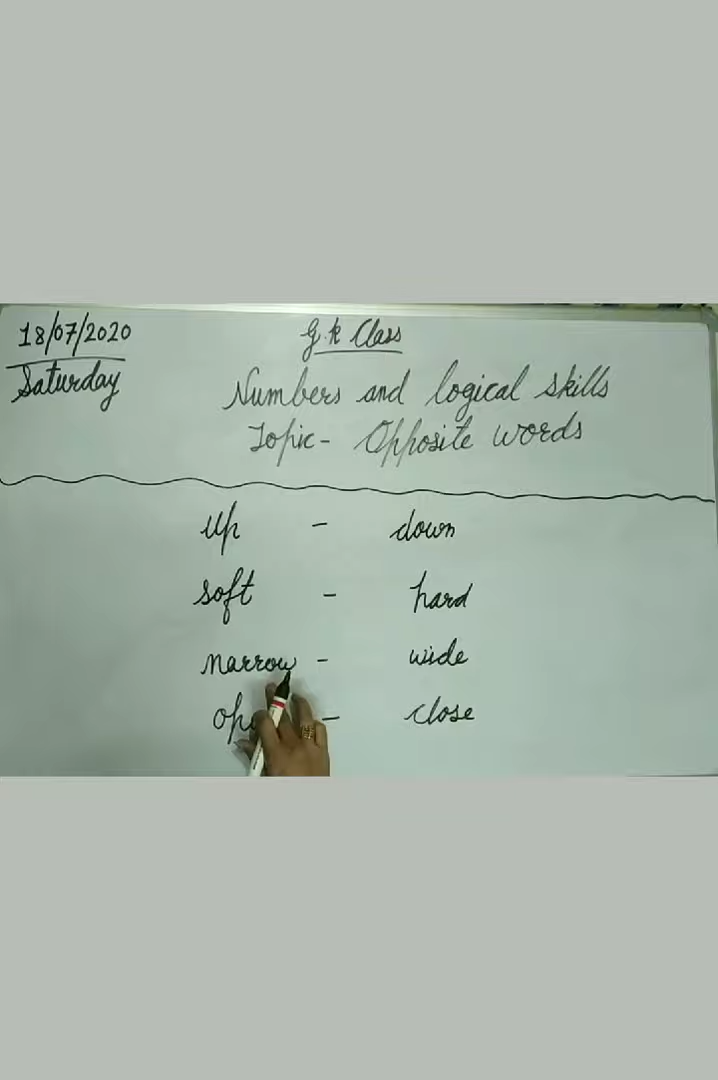 18/07/2020
Saturday
G.K Class
Numbers and logical skills
Topic- Opposite words
up - down
soft - hard
narrow - wide
op - close